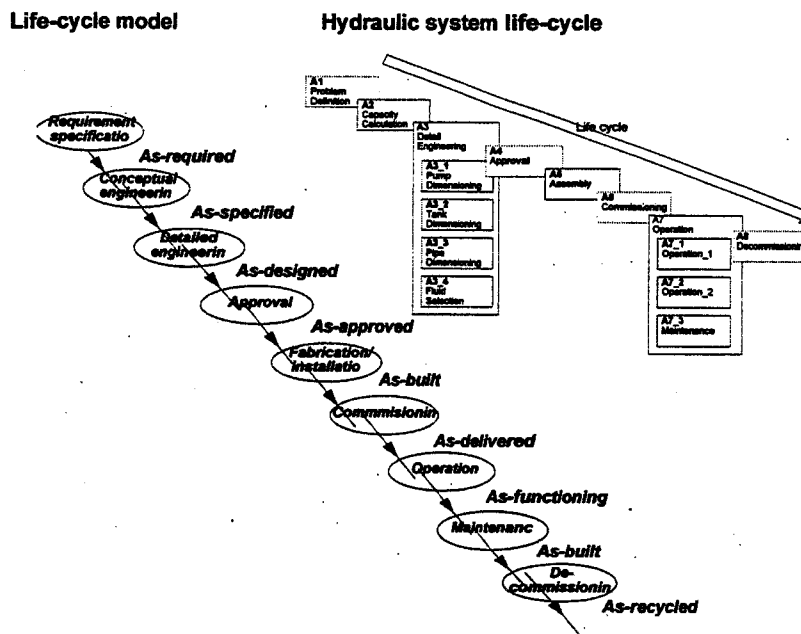 Life-cycle model
Hydraulic system life-cycle
Requirement
specificatio
As-required
Conceptual
engineerin
As-specified
Detailed
engineerin
As-designed
Approval
As-approved
Fabrication/
installatio
As-built
Commmisionin
As-delivered
Operation
As-functioning
Maintenanc
As-built
De-
commissionin
As-recycled
Life cycle
A1
Problem
Definition
A2
Capacity
Calculation
A3
Detail
Engineering
A3_1
Pump
Dimensioning
A3_2
Tank
Dimensioning
A3_3
Pipe
Dimensioning
A3_4
Fluid
Selection
A4
Approval
A5
Assembly
A6
Commissioning
A7
Operation
A7_1
Operation_1
A7_2
Operation_2
A7_3
Maintenance
A8
Decommissionin